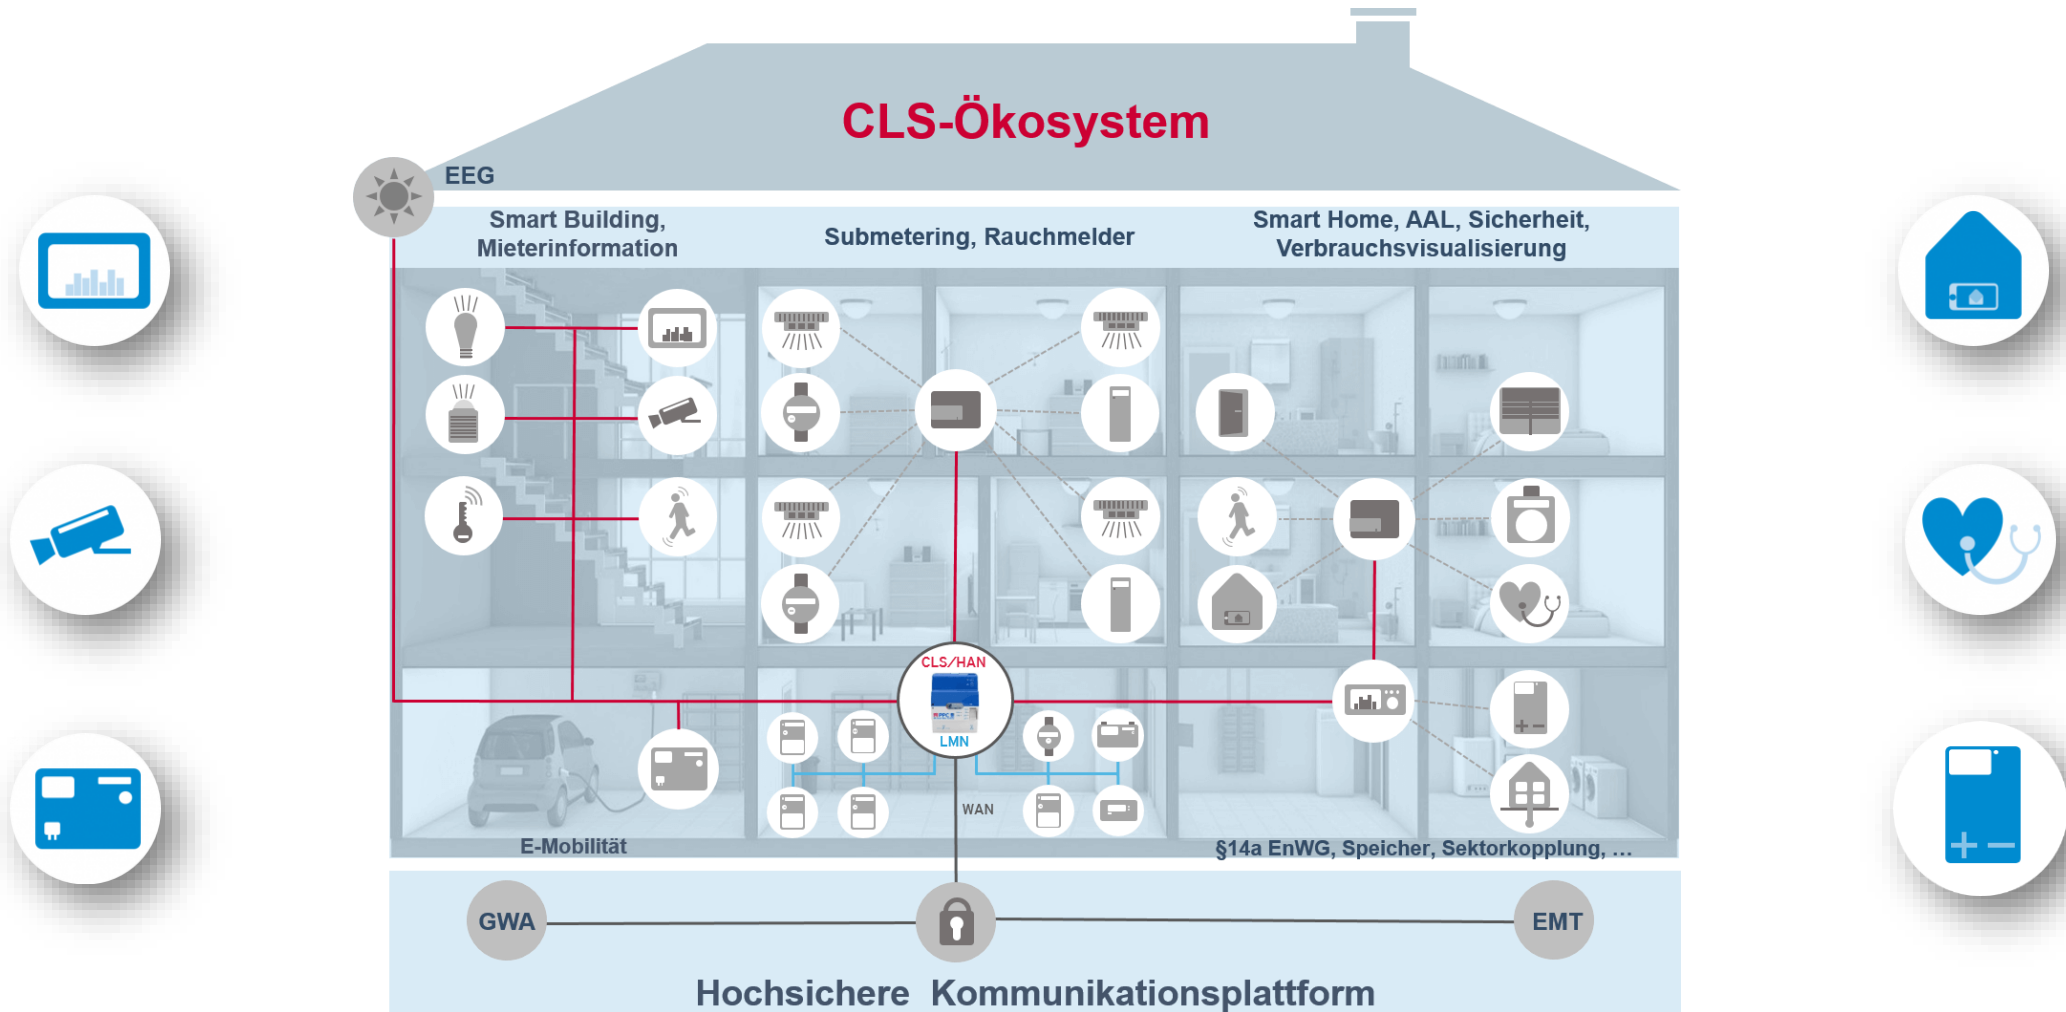 CLS-Ökosystem
EEG
Smart Building,
Mieterinformation
Submetering, Rauchmelder
Smart Home, AAL, Sicherheit,
Verbrauchsvisualisierung
CLS/HAN
PPC
LMN
WAN
E-Mobilität
§14a EnWG, Speicher, Sektorkopplung, ...
GWA
EMT
Hochsichere Kommunikationsplattform